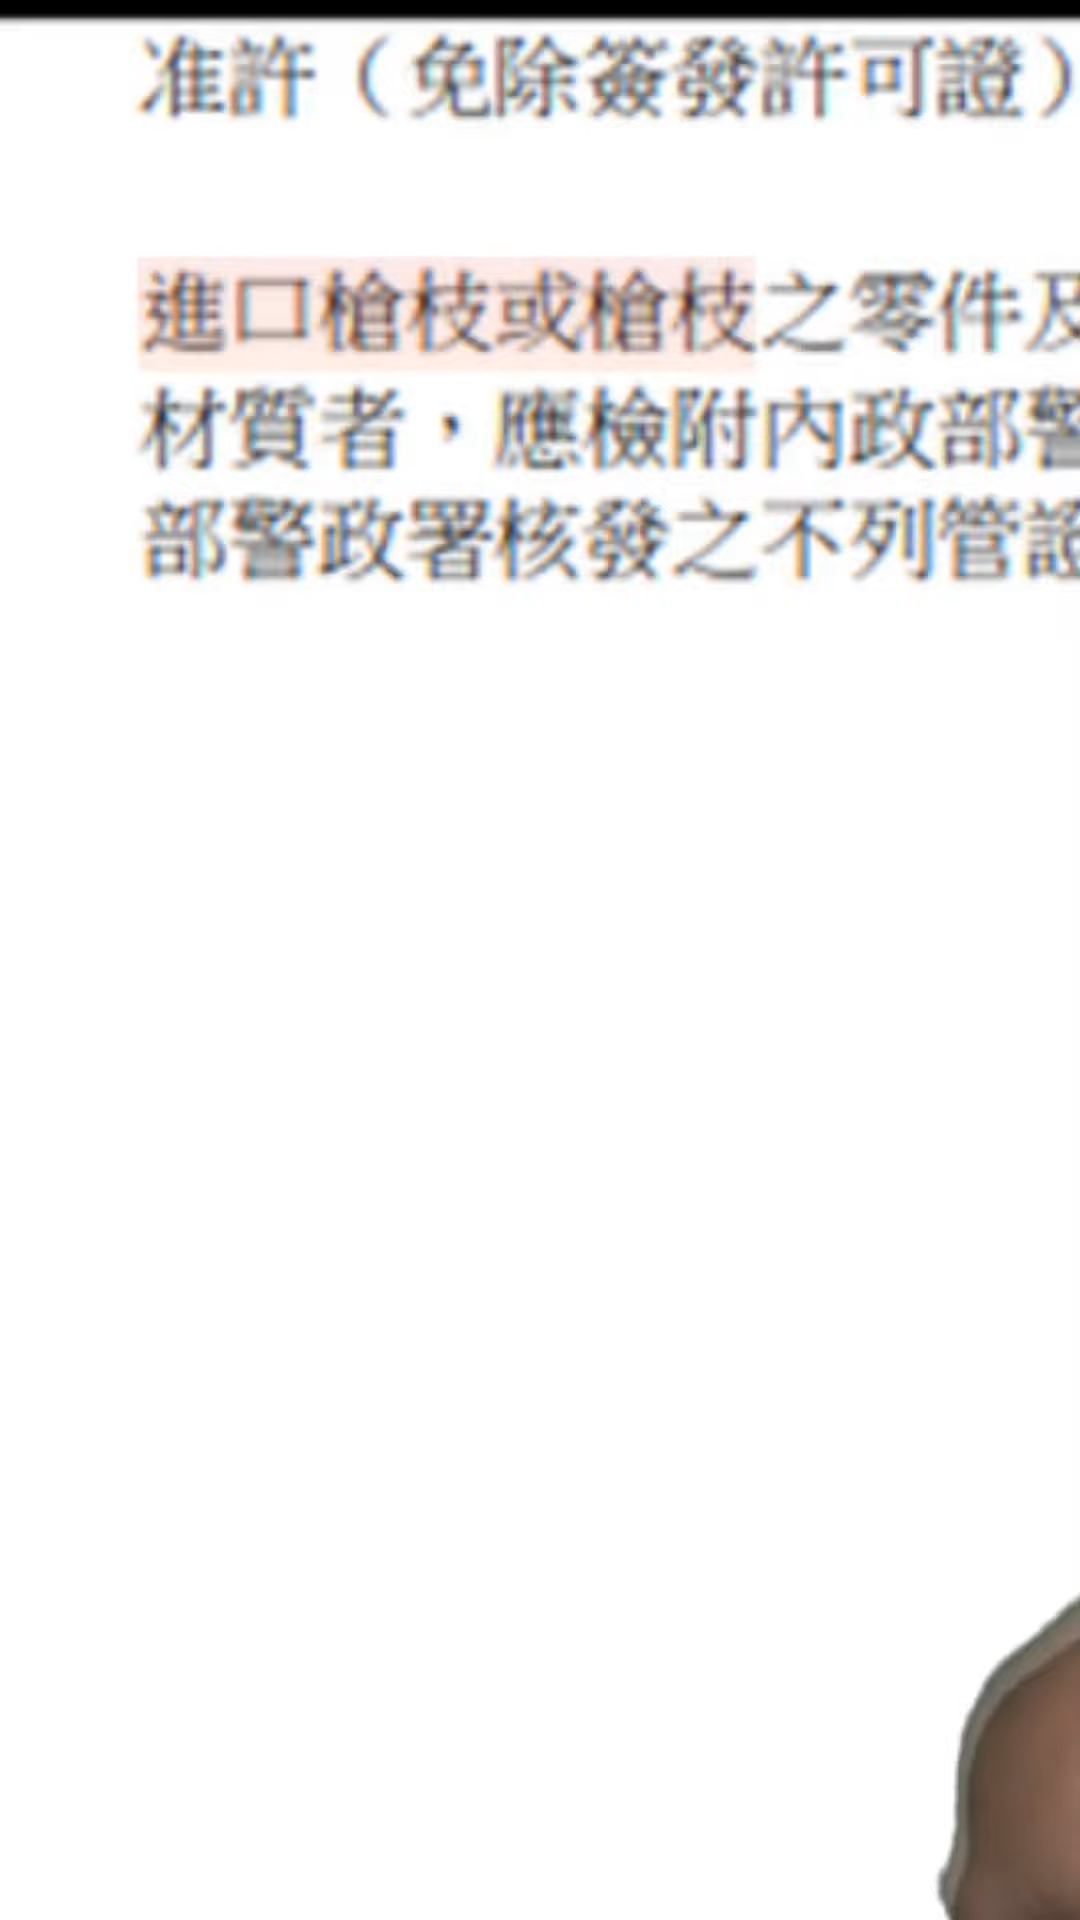 准許（免除簽發許可證）
進口槍枝或槍枝之零件及
材質者，應檢附內政部警
部警政署核發之不列管證